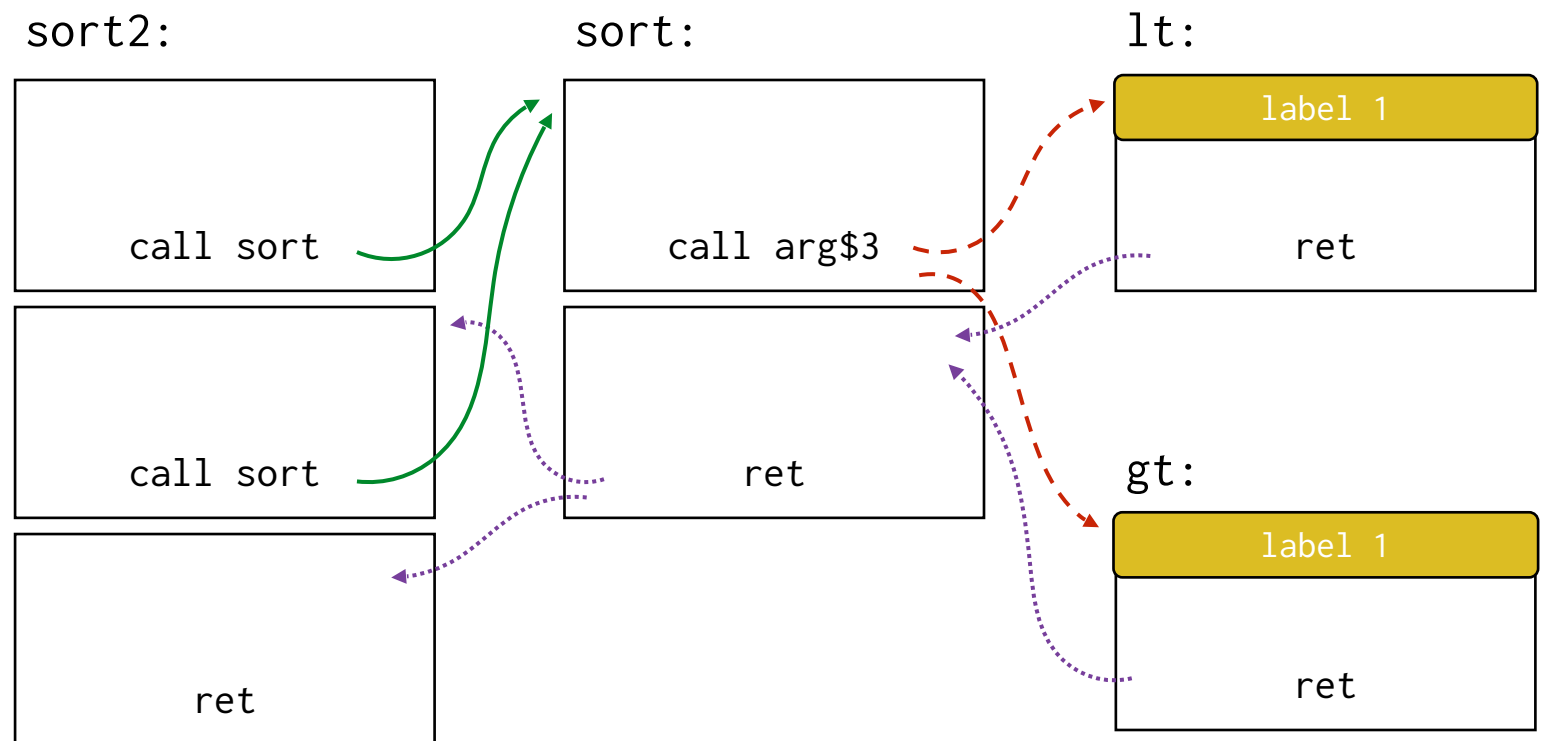 sort2:
call sort
call sort
ret
sort:
call arg$3
ret
lt:
label 1
ret
gt:
label 1
ret